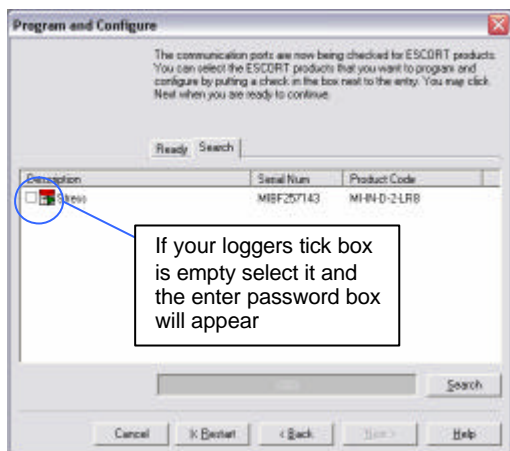 Program and Configure
The communication ports are now being checked for ESCORT products
You can select the ESCORT products that you want to program and
configure by putting a check in the box next to the entry. You may click
Next when you are ready to continue.
Ready Search
Description Serial Num Product Code
Stress MIBF257143 MI-IN-D-2-LR8
If your loggers tick box
is empty select it and
the enter password box
will appear
Search
Cancel Restart < Back Next > Help